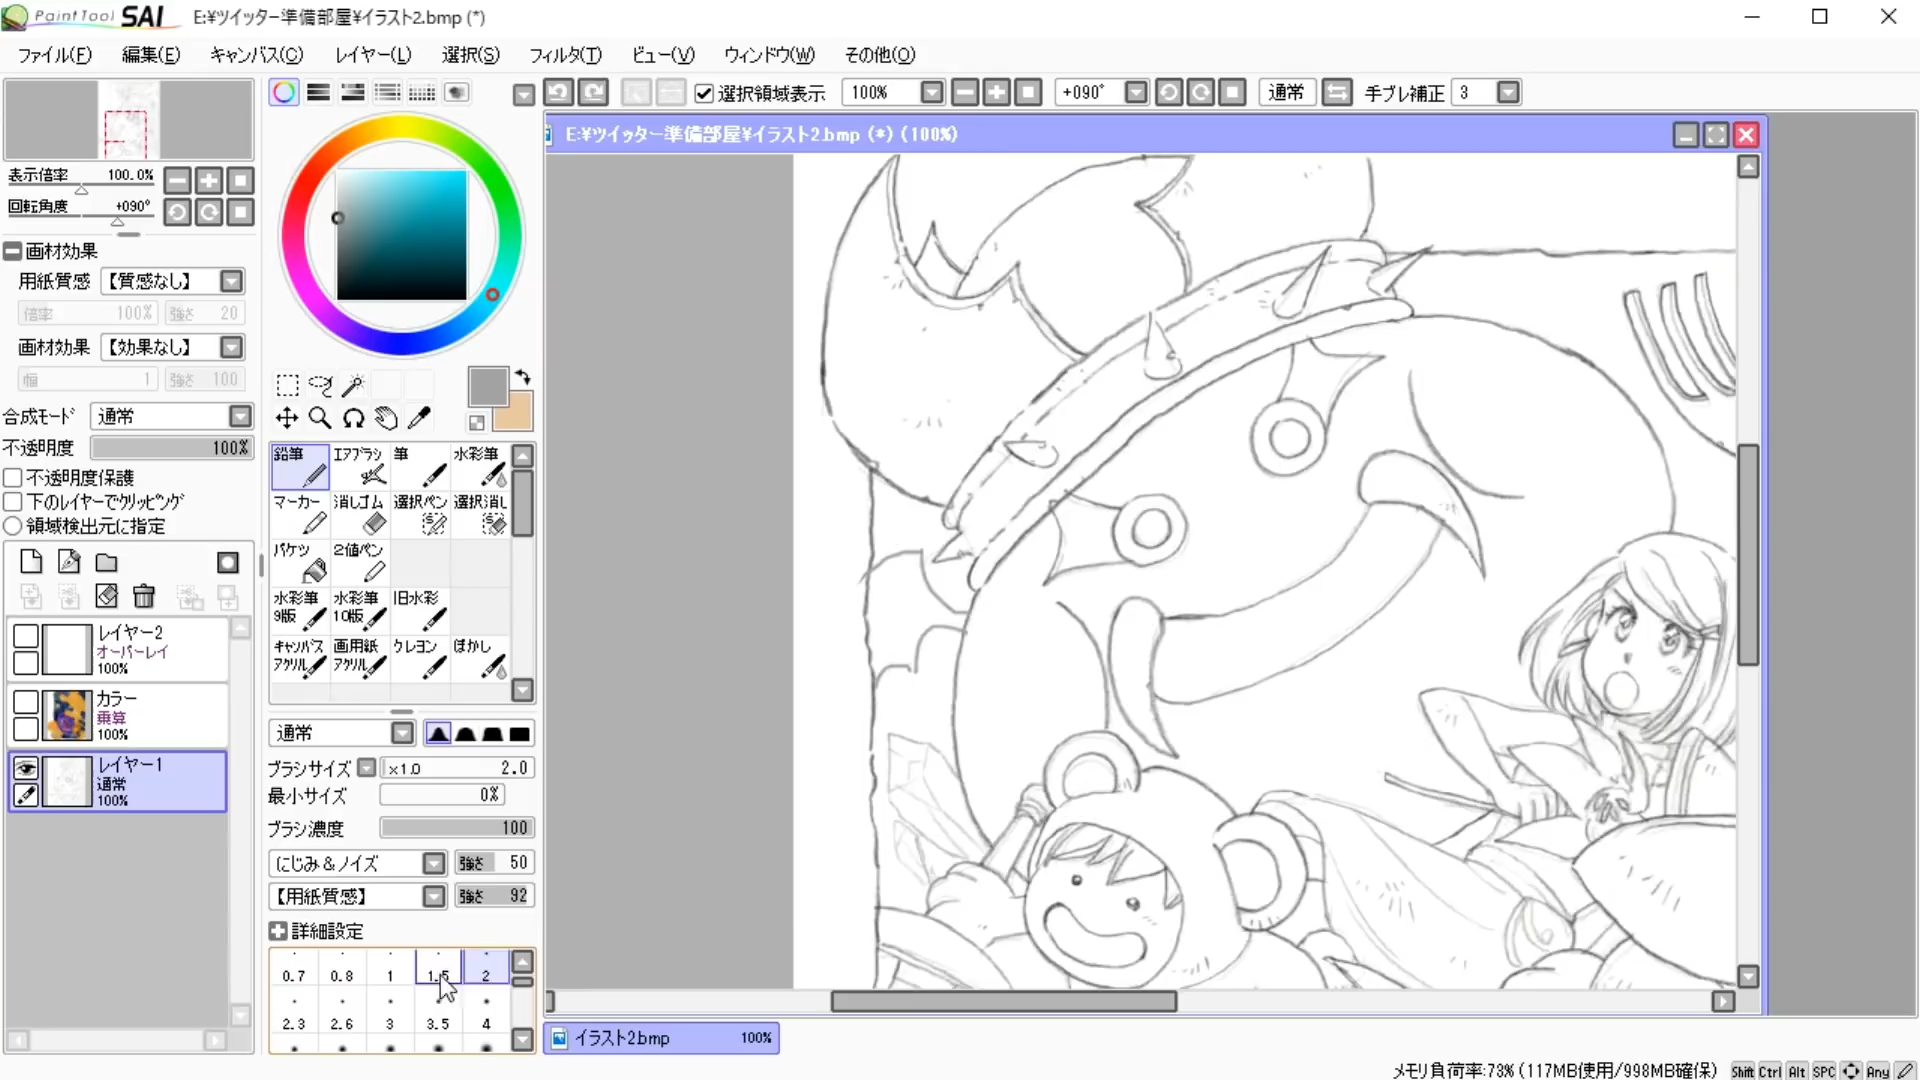 PaintTool SAI E:¥ツイッター準備部屋¥イラスト2.bmp (*)
ファイル(F) 編集(E) キャンバス(C) レイヤー(L) 選択(S) フィルタ(T) ビュー(V) ウィンドウ(W) その他(O)
選択領域表示 100% +090° 通常 手ブレ補正 3
E:¥ツイッター準備部屋¥イラスト2.bmp (*) (100%)
表示倍率 100.0%
回転角度 +090°
画材効果
用紙質感 【質感なし】
倍率 100% 強さ 20
画材効果 【効果なし】
幅 1 強さ 100
合成モード 通常
不透明度 100%
不透明度保護
下のレイヤーでクリッピング
領域検出元に指定
レイヤー2
オーバーレイ
100%
カラー
乗算
100%
レイヤー1
通常
100%
鉛筆 エアブラシ 筆 水彩筆
マーカー 消しゴム 選択ペン 選択消し
バケツ 2値ペン
水彩筆 9版 水彩筆 10版 旧水彩
キャンバス アクリル 画用紙 アクリル クレヨン ぼかし
通常
ブラシサイズ x1.0 2.0
最小サイズ 0%
ブラシ濃度 100
にじみ&ノイズ 強さ 50
【用紙質感】 強さ 92
詳細設定
0.7 0.8 1 1.5 2
2.3 2.6 3 3.5 4
イラスト2.bmp 100%
メモリ負荷率:73% (117MB使用/998MB確保) Shift Ctrl Alt SPC Any